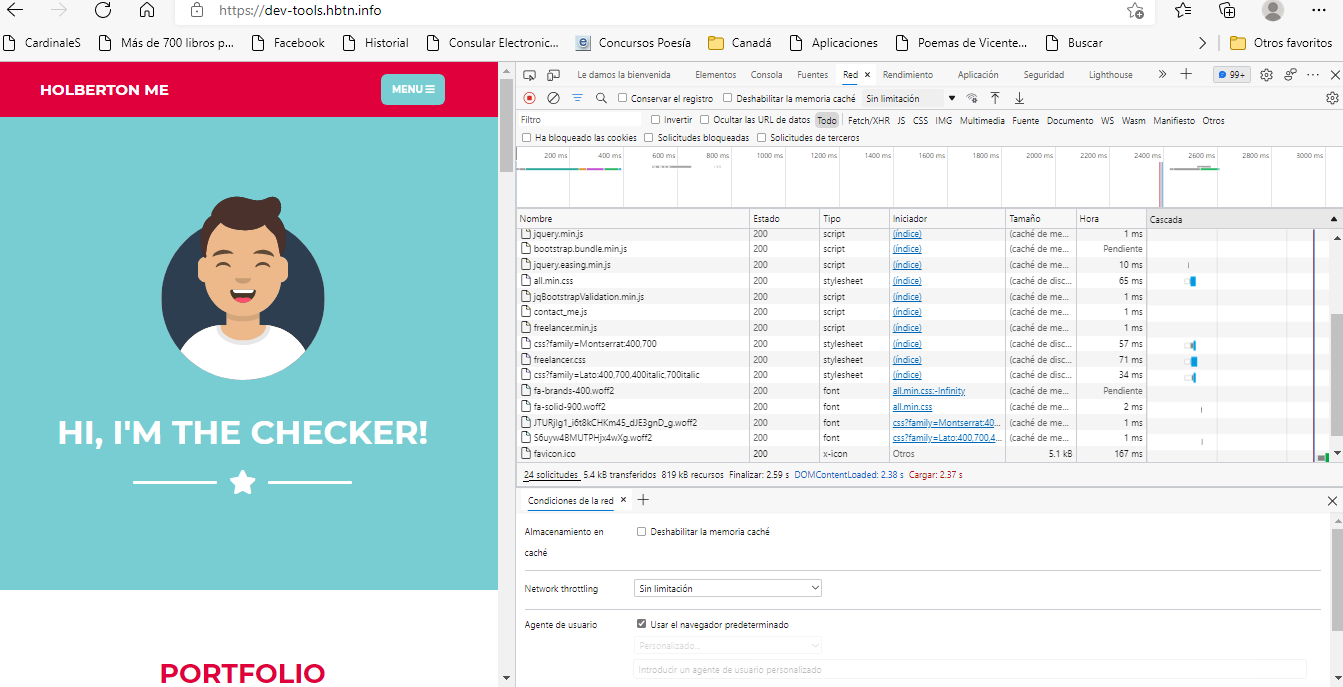 https://dev-tools.hbtn.info
CardinaleS Más de 700 libros p... Facebook Historial Consular Electronic... Concursos Poesía Canadá Aplicaciones Poemas de Vicente... Buscar Otros favoritos
HOLBERTON ME
MENU
HI, I'M THE CHECKER!
PORTFOLIO
Le damos la bienvenida Elementos Consola Fuentes Red Rendimiento Aplicación Seguridad Lighthouse 99+
Conservar el registro Deshabilitar la memoria caché Sin limitación
Filtro Invertir Ocultar las URL de datos Todo Fetch/XHR JS CSS IMG Multimedia Fuente Documento WS Wasm Manifiesto Otros
Ha bloqueado las cookies Solicitudes bloqueadas Solicitudes de terceros
200 ms 400 ms 600 ms 800 ms 1000 ms 1200 ms 1400 ms 1600 ms 1800 ms 2000 ms 2200 ms 2400 ms 2600 ms 2800 ms 3000 ms
Nombre Estado Tipo Iniciador Tamaño Hora Cascada
jquery.min.js 200 script (índice) (caché de me... 1 ms
bootstrap.bundle.min.js 200 script (índice) (caché de me... Pendiente
jquery.easing.min.js 200 script (índice) (caché de me... 10 ms
all.min.css 200 stylesheet (índice) (caché de disc... 65 ms
jqBootstrapValidation.min.js 200 script (índice) (caché de me... 1 ms
contact_me.js 200 script (índice) (caché de me... 1 ms
freelancer.min.js 200 script (índice) (caché de me... 1 ms
css?family=Montserrat:400,700 200 stylesheet (índice) (caché de disc... 57 ms
freelancer.css 200 stylesheet (índice) (caché de disc... 71 ms
css?family=Lato:400,700,400italic,700italic 200 stylesheet (índice) (caché de disc... 34 ms
fa-brands-400.woff2 200 font all.min.css:-Infinity (caché de me... Pendiente
fa-solid-900.woff2 200 font all.min.css (caché de me... 2 ms
JTURjIg1_i6t8kCHKm45_dJE3gnD_g.woff2 200 font css?family=Montserrat:40... (caché de me... 1 ms
S6uyw4BMUTPHjx4wXg.woff2 200 font css?family=Lato:400,700,4... (caché de me... 1 ms
favicon.ico 200 x-icon Otros 5.1 kB 167 ms
24 solicitudes 5.4 kB transferidos 819 kB recursos Finalizar: 2.59 s DOMContentLoaded: 2.38 s Cargar: 2.37 s
Condiciones de la red
Almacenamiento en Deshabilitar la memoria caché
caché
Network throttling Sin limitación
Agente de usuario Usar el navegador predeterminado
Personalizado...
Introducir un agente de usuario personalizado